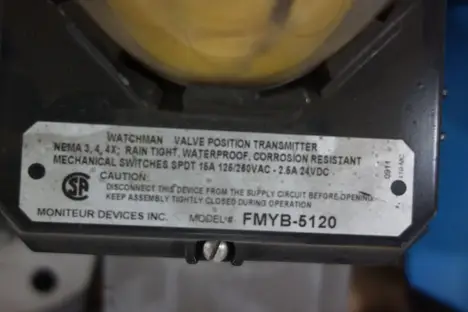 WATCHMAN VALVE POSITION TRANSMITTER
NEMA 3, 4, 4X; RAIN TIGHT, WATERPROOF, CORROSION RESISTANT
MECHANICAL SWITCHES SPDT 15A 125/250VAC - 2.5A 24VDC
CAUTION:
DISCONNECT THIS DEVICE FROM THE SUPPLY CIRCUIT BEFORE OPENING
KEEP ASSEMBLY TIGHTLY CLOSED DURING OPERATION
MONITEUR DEVICES INC. MODEL#: FMYB-5120
0911